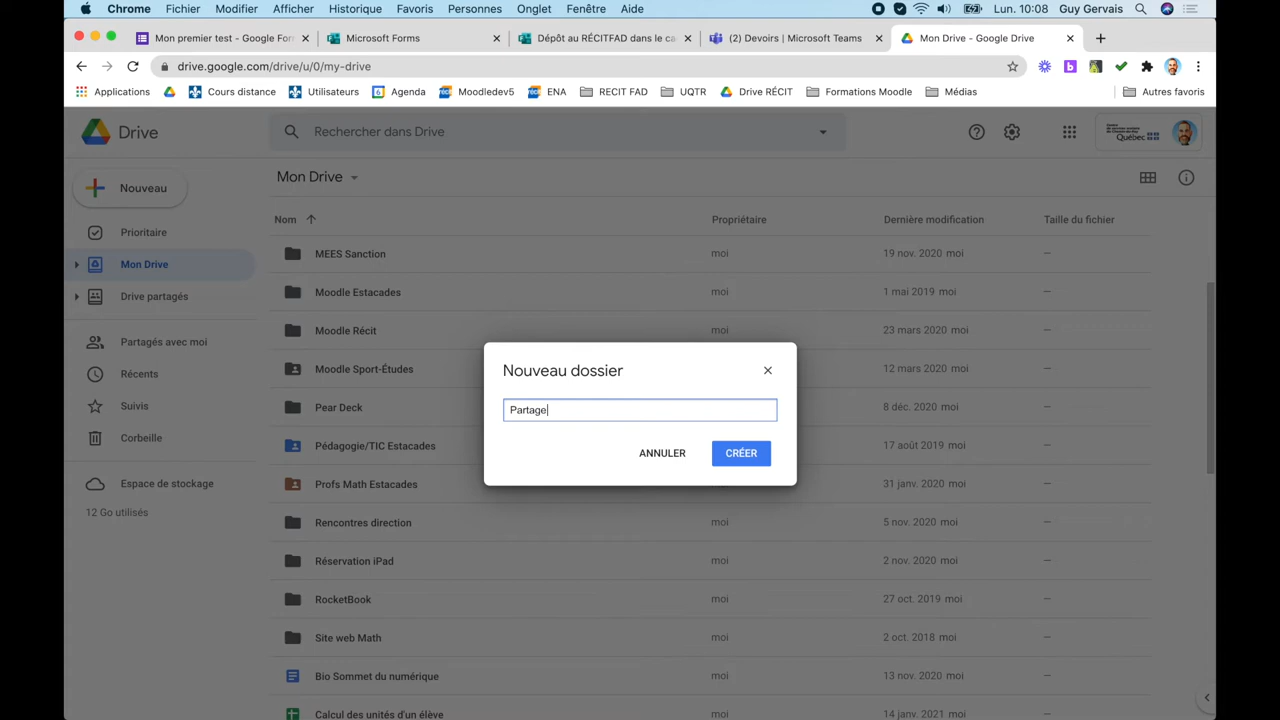 Chrome Fichier Modifier Afficher Historique Favoris Personnes Onglet Fenêtre Aide Lun. 10:08 Guy Gervais
Mon premier test - Google For Microsoft Forms Dépôt au RÉCITFAD dans le ca (2) Devoirs | Microsoft Teams Mon Drive - Google Drive
drive.google.com/drive/u/0/my-drive
Applications Cours distance Utilisateurs Agenda Moodledev5 ENA RECIT FAD UQTR Drive RÉCIT Formations Moodle Médias Autres favoris
Drive Rechercher dans Drive Québec
Nouveau Mon Drive
Nom Propriétaire Dernière modification Taille du fichier
Prioritaire
Mon Drive
Drive partagés
Partagés avec moi
Récents
Suivis
Corbeille
Espace de stockage
12 Go utilisés
MEES Sanction moi 19 nov. 2020 moi —
Moodle Estacades moi 1 mai 2019 moi —
Moodle Récit moi 23 mars 2020 moi —
Moodle Sport-Études 12 mars 2020 moi —
Pear Deck 8 déc. 2020 moi —
Pédagogie/TIC Estacades 17 août 2019 moi —
Profs Math Estacades moi 31 janv. 2020 moi —
Rencontres direction moi 5 nov. 2020 moi —
Réservation iPad moi 2 nov. 2020 moi —
RocketBook moi 27 oct. 2019 moi —
Site web Math moi 2 oct. 2018 moi —
Bio Sommet du numérique moi 13 nov. 2020 moi —
Calcul des unités d'un élève moi 14 janv. 2021 moi —
Nouveau dossier
Partage
ANNULER CRÉER